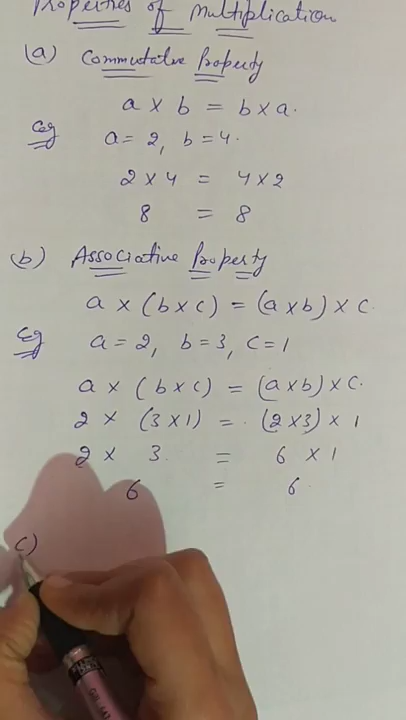 Properties of Multiplication
(a) Commutative Property
a × b = b × a.
eg a = 2, b = 4.
2 × 4 = 4 × 2
8 = 8
(b) Associative Property
a × (b × c) = (a × b) × c.
Eg a = 2, b = 3, c = 1
a × (b × c) = (a × b) × c.
2 × (3 × 1) = (2 × 3) × 1
2 × 3 = 6 × 1
6 = 6.
c)